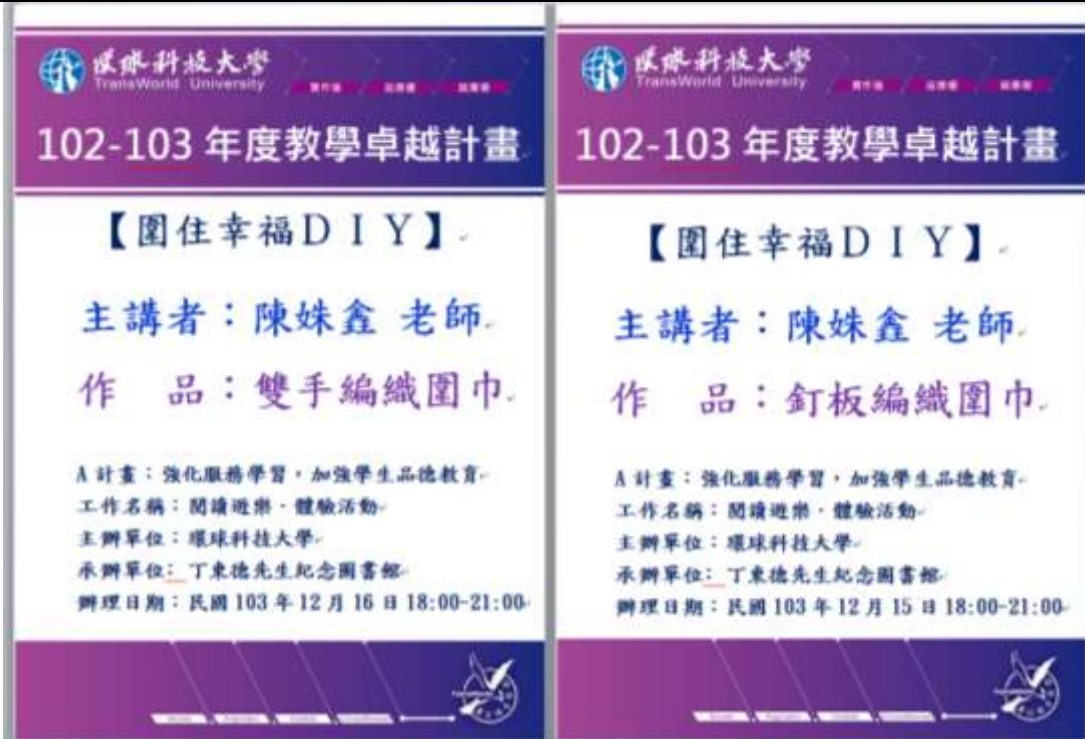 環球科技大學
TransWorld University
102-103 年度教學卓越計畫
【圍住幸福DIY】
主講者：陳姝鑫 老師
作 品：雙手編織圍巾
A 計畫：強化服務學習，加強學生品德教育
工作名稱：閱讀遊樂．體驗活動
主辦單位：環球科技大學
承辦單位：丁東德先生紀念圖書館
辦理日期：民國 103 年 12 月 16 日 18:00-21:00
環球科技大學
TransWorld University
102-103 年度教學卓越計畫
【圍住幸福DIY】
主講者：陳姝鑫 老師
作 品：釘板編織圍巾
A 計畫：強化服務學習，加強學生品德教育
工作名稱：閱讀遊樂．體驗活動
主辦單位：環球科技大學
承辦單位：丁東德先生紀念圖書館
辦理日期：民國 103 年 12 月 15 日 18:00-21:00